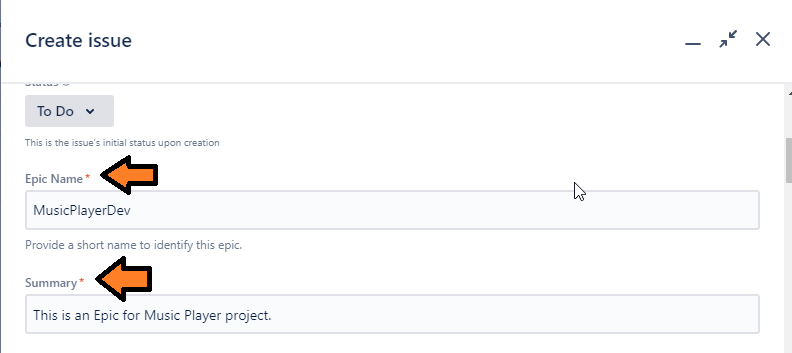 Create issue
Status
To Do
This is the issue's initial status upon creation
Epic Name*
MusicPlayerDev
Provide a short name to identify this epic.
Summary*
This is an Epic for Music Player project.